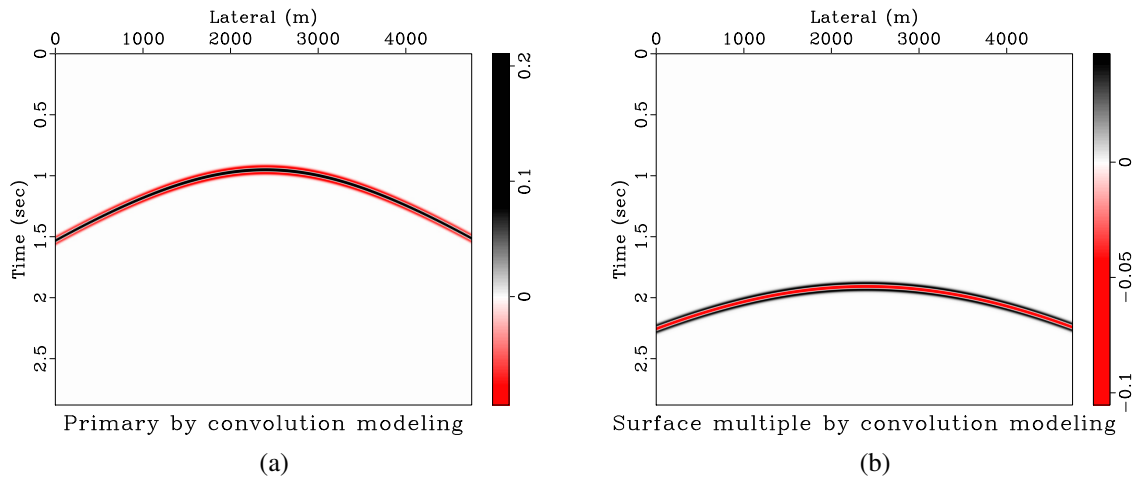 Lateral (m)
0 1000 2000 3000 4000
0
0.5
1
1.5
2
2.5
Time (sec)
0.2
0.1
0
Primary by convolution modeling
(a)
Lateral (m)
0 1000 2000 3000 4000
0
0.5
1
1.5
2
2.5
Time (sec)
0
−0.05
−0.1
Surface multiple by convolution modeling
(b)